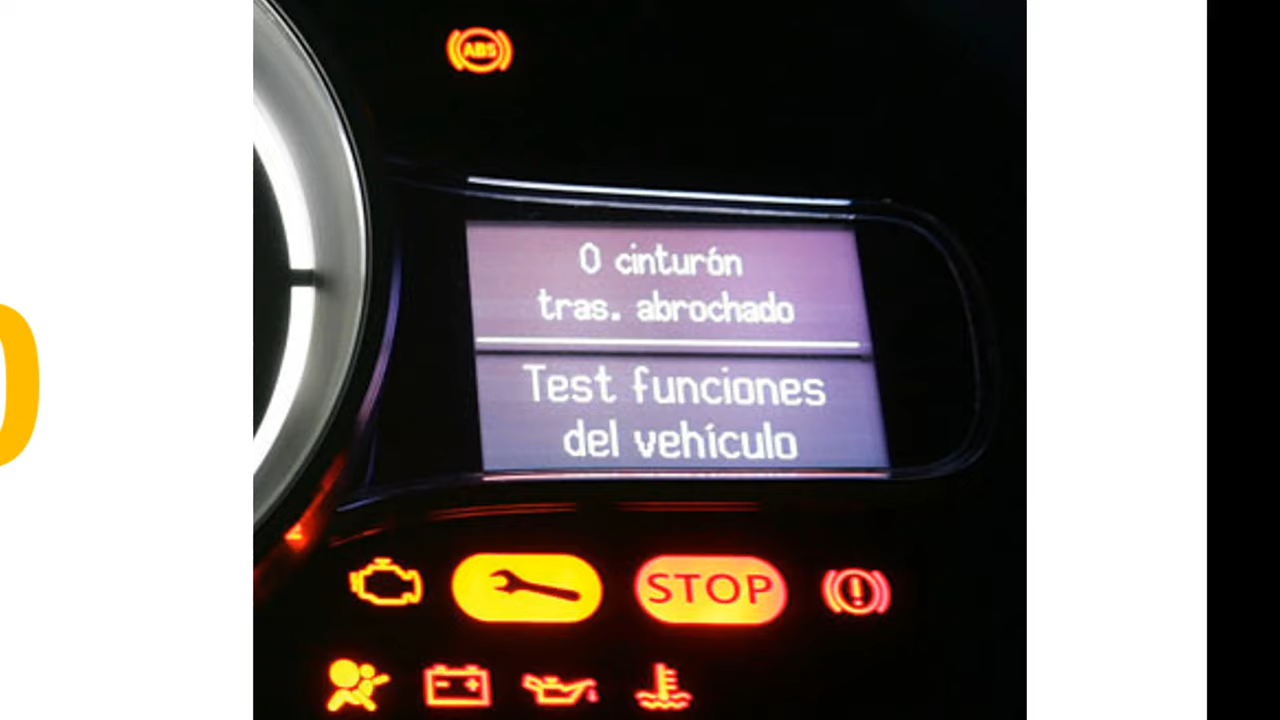 ABS
0 cinturón
tras. abrochado
Test funciones
del vehículo
STOP